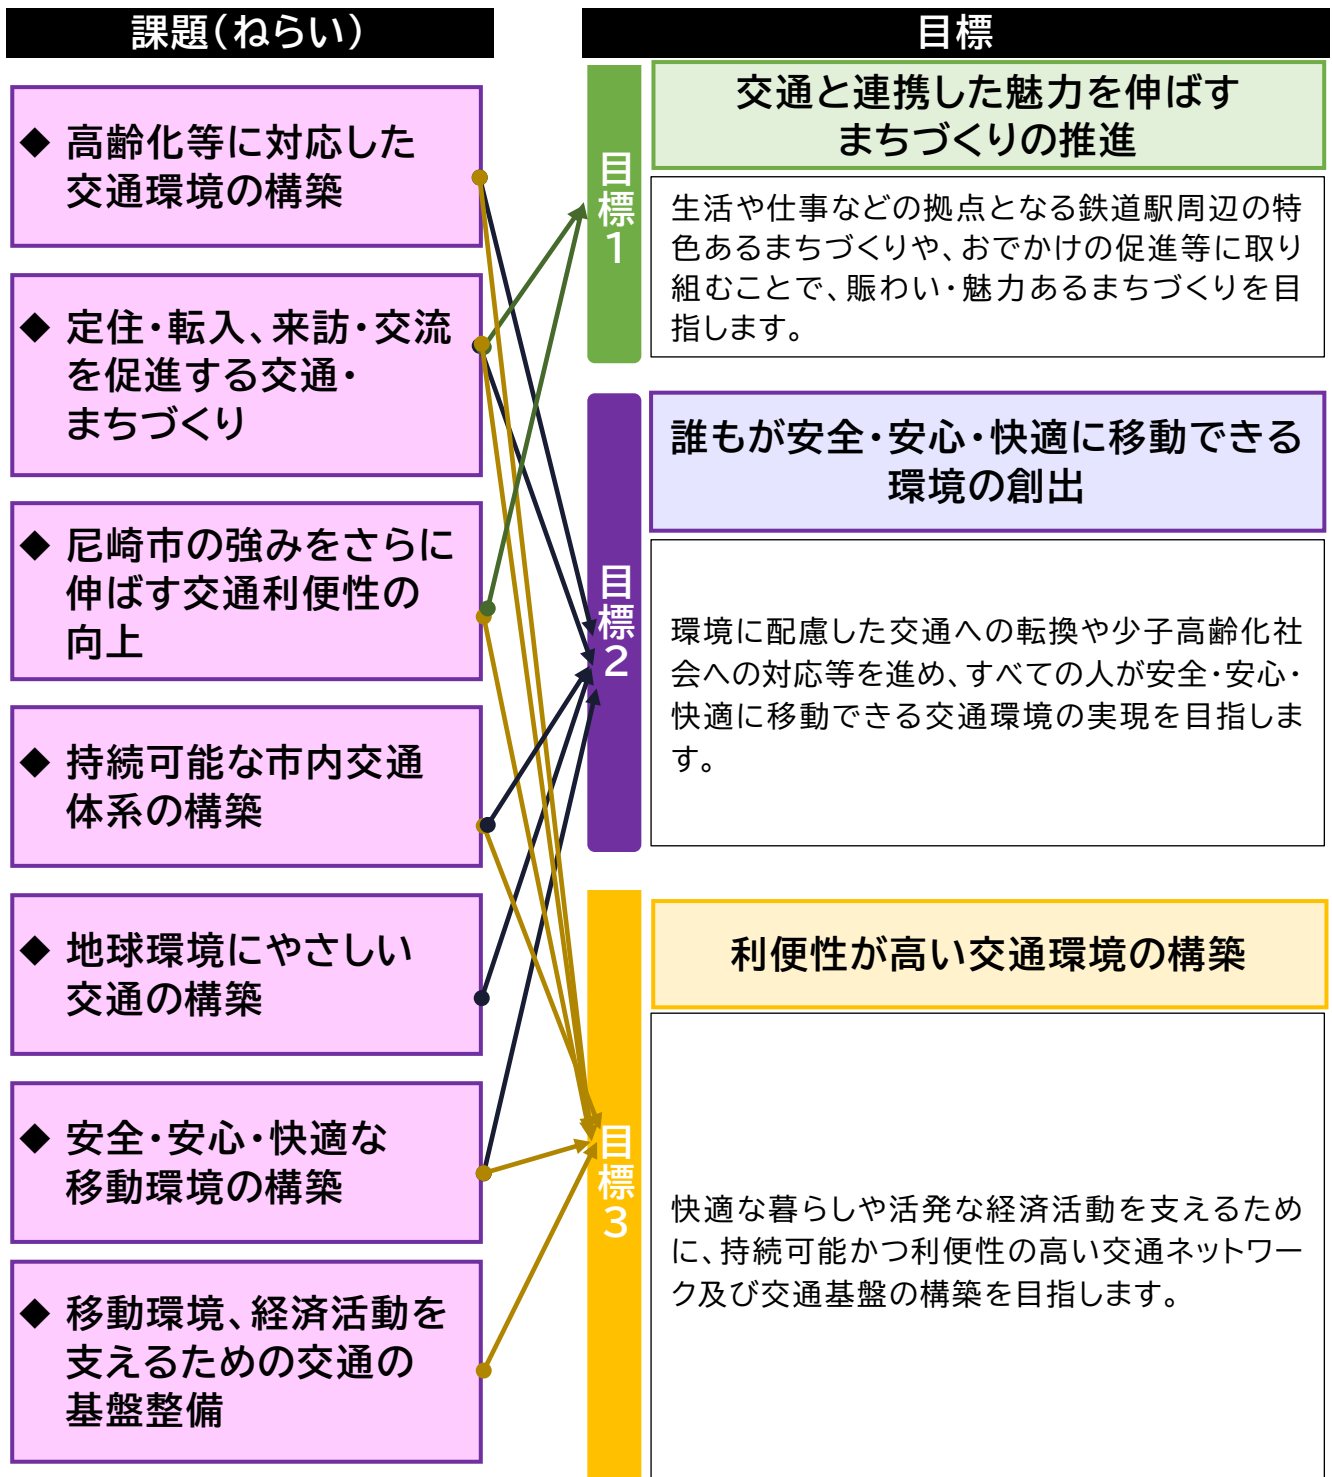 課題（ねらい）
◆ 高齢化等に対応した
交通環境の構築
◆ 定住・転入、来訪・交流
を促進する交通・
まちづくり
◆ 尼崎市の強みをさらに
伸ばす交通利便性の
向上
◆ 持続可能な市内交通
体系の構築
◆ 地球環境にやさしい
交通の構築
◆ 安全・安心・快適な
移動環境の構築
◆ 移動環境、経済活動を
支えるための交通の
基盤整備
目標
目標1
交通と連携した魅力を伸ばす
まちづくりの推進
生活や仕事などの拠点となる鉄道駅周辺の特
色あるまちづくりや、おでかけの促進等に取り
組むことで、賑わい・魅力あるまちづくりを目
指します。
目標2
誰もが安全・安心・快適に移動できる
環境の創出
環境に配慮した交通への転換や少子高齢化社
会への対応等を進め、すべての人が安全・安心・
快適に移動できる交通環境の実現を目指しま
す。
目標3
利便性が高い交通環境の構築
快適な暮らしや活発な経済活動を支えるため
に、持続可能かつ利便性の高い交通ネットワー
ク及び交通基盤の構築を目指します。